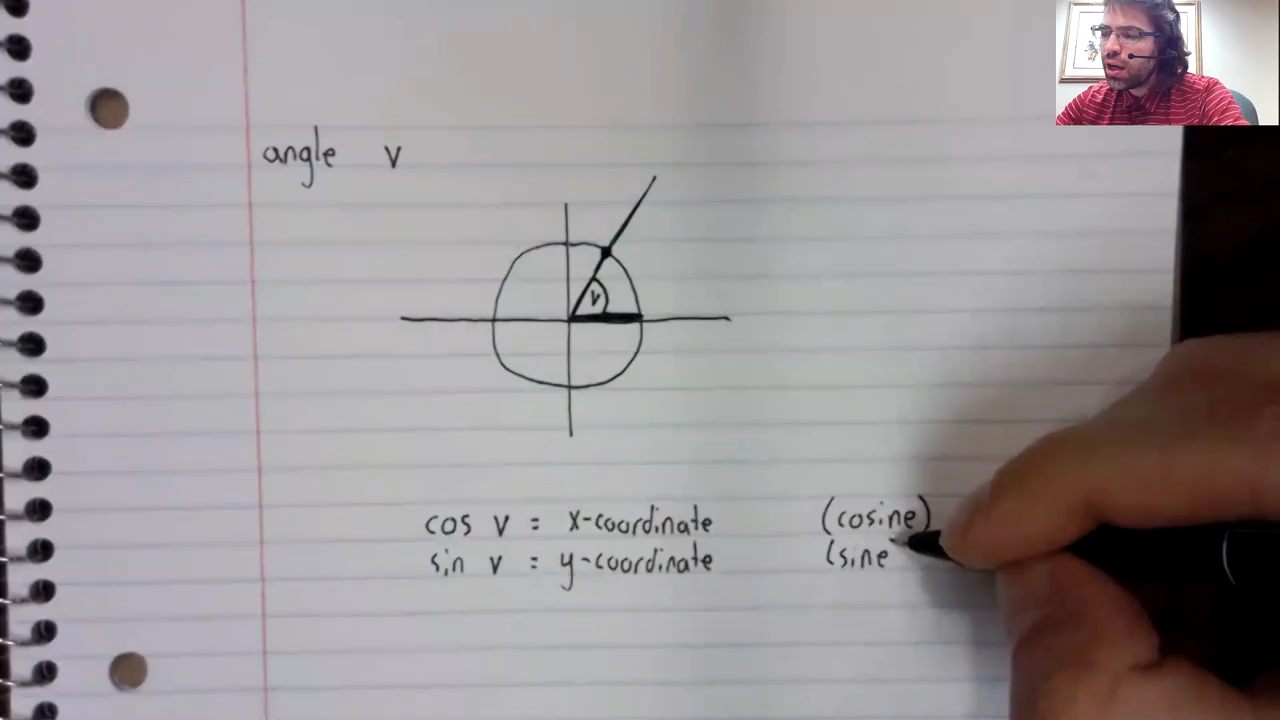 angle v
v
cos v = x-coordinate (cosine)
sin v = y-coordinate (sine